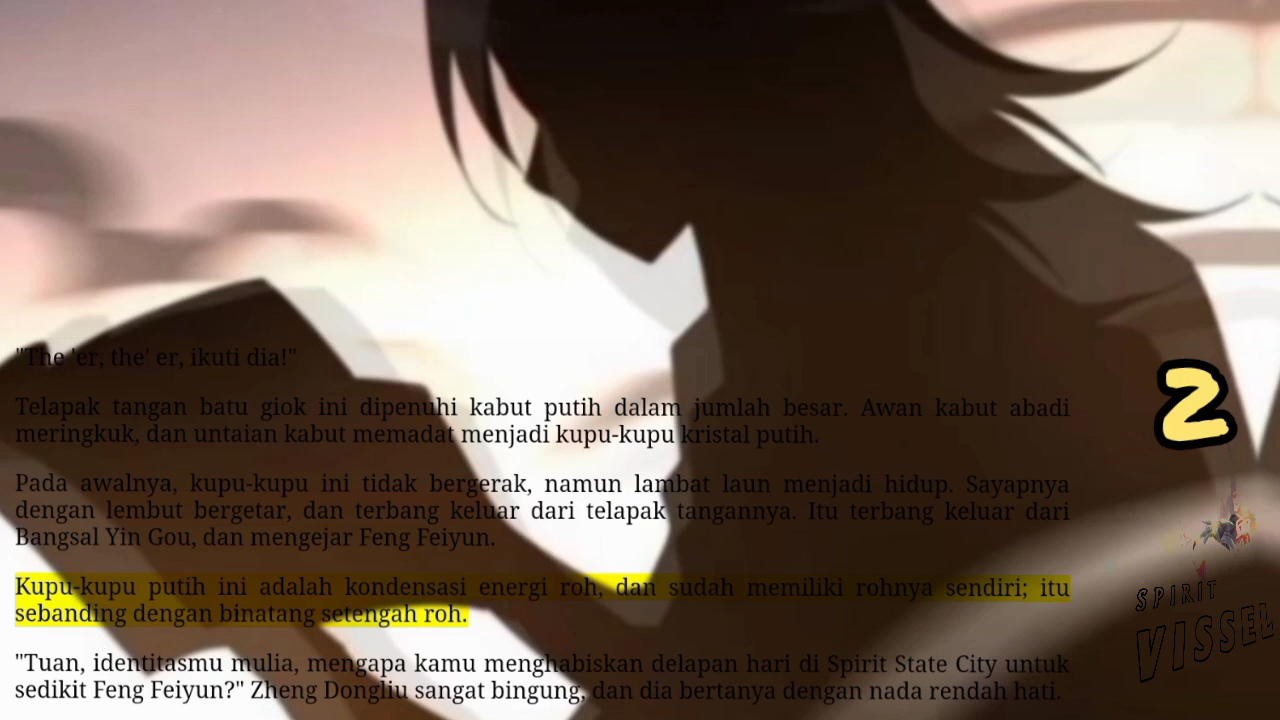 "The 'er, the' er, ikuti dia!"
Telapak tangan batu giok ini dipenuhi kabut putih dalam jumlah besar. Awan kabut abadi
meringkuk, dan untaian kabut memadat menjadi kupu-kupu kristal putih.
Pada awalnya, kupu-kupu ini tidak bergerak, namun lambat laun menjadi hidup. Sayapnya
dengan lembut bergetar, dan terbang keluar dari telapak tangannya. Itu terbang keluar dari
Bangsal Yin Gou, dan mengejar Feng Feiyun.
Kupu-kupu putih ini adalah kondensasi energi roh, dan sudah memiliki rohnya sendiri; itu
sebanding dengan binatang setengah roh.
"Tuan, identitasmu mulia, mengapa kamu menghabiskan delapan hari di Spirit State City untuk
sedikit Feng Feiyun?" Zheng Dongliu sangat bingung, dan dia bertanya dengan nada rendah hati.
2
SPIRIT
VISSEL